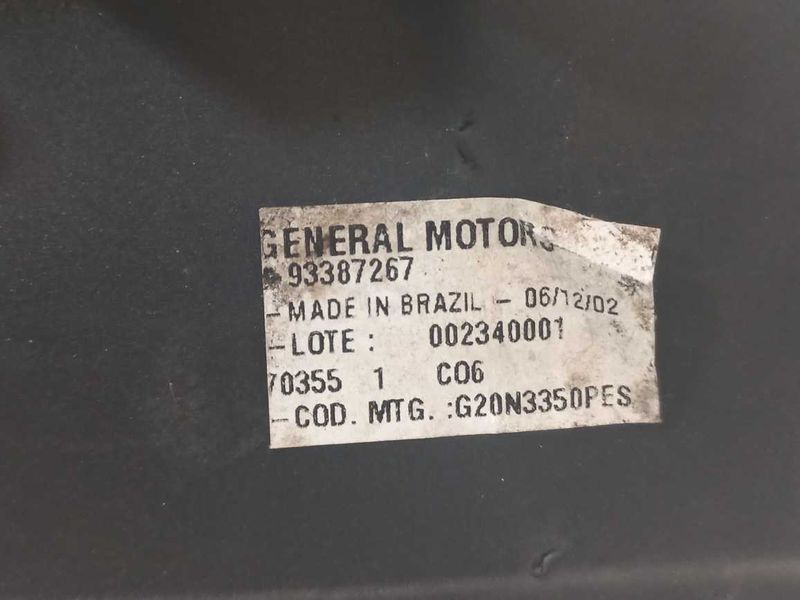 GENERAL MOTORS
93387267
-MADE IN BRAZIL - 06/12/02
-LOTE : 002340001
70355 1 C06
-COD. MTG. :G20N3350PES